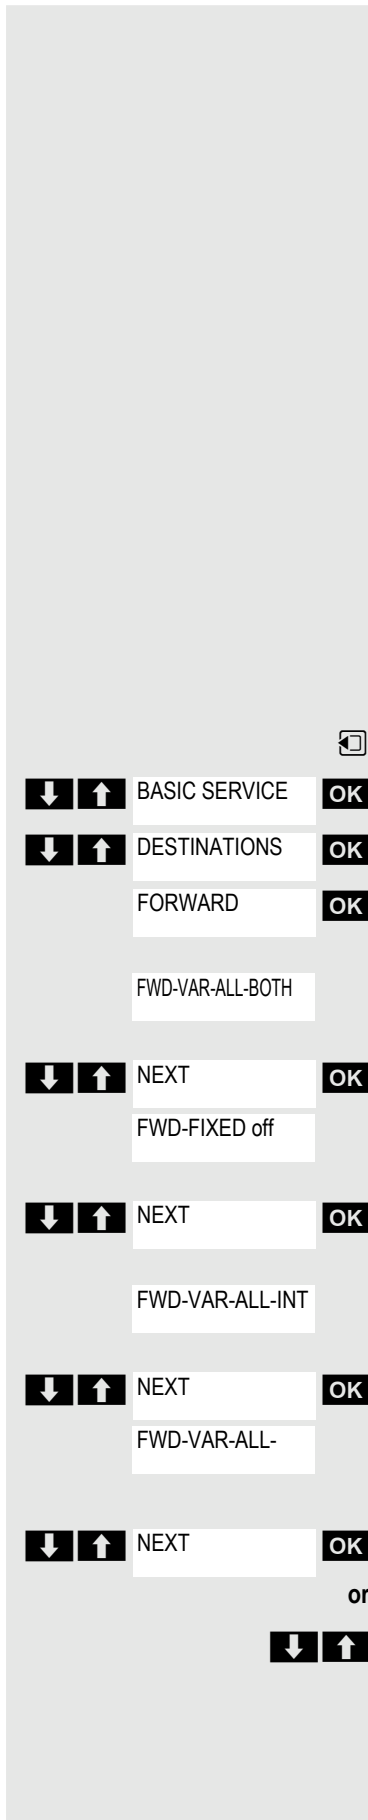 BASIC SERVICE OK
DESTINATIONS OK
FORWARD OK
FWD-VAR-ALL-BOTH
NEXT OK
FWD-FIXED off
NEXT OK
FWD-VAR-ALL-INT
NEXT OK
FWD-VAR-ALL-
NEXT OK
or